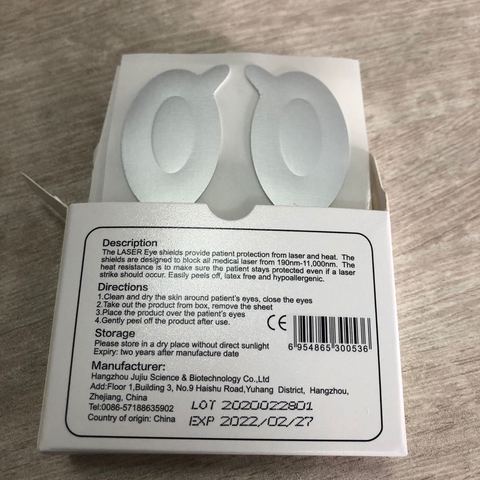 Description
The LASER Eye shields provide patient protection from laser and heat. The
shields are designed to block all medical laser from 190nm-11,000nm. The
heat resistance is to make sure the patient stays protected even if a laser
strike should occur. Easily peels off, latex free and hypoallergenic.
Directions
1.Clean and dry the skin around patient's eyes, close the eyes
2.Take out the product from box, remove the sheet
3.Place the product over the patient's eyes
4.Gently peel off the product after use.
Storage
Please store in a dry place without direct sunlight
Expiry: two years after manufacture date
CE
6 954865 300536
Manufacturer:
Hangzhou Jujiu Science & Biotechnology Co.,Ltd
Add:Floor 1,Building 3, No.9 Haishu Road,Yuhang District, Hangzhou,
Zhejiang, China
Tel:0086-57188635902
Country of origin: China
LOT 2020022801
EXP 2022/02/27